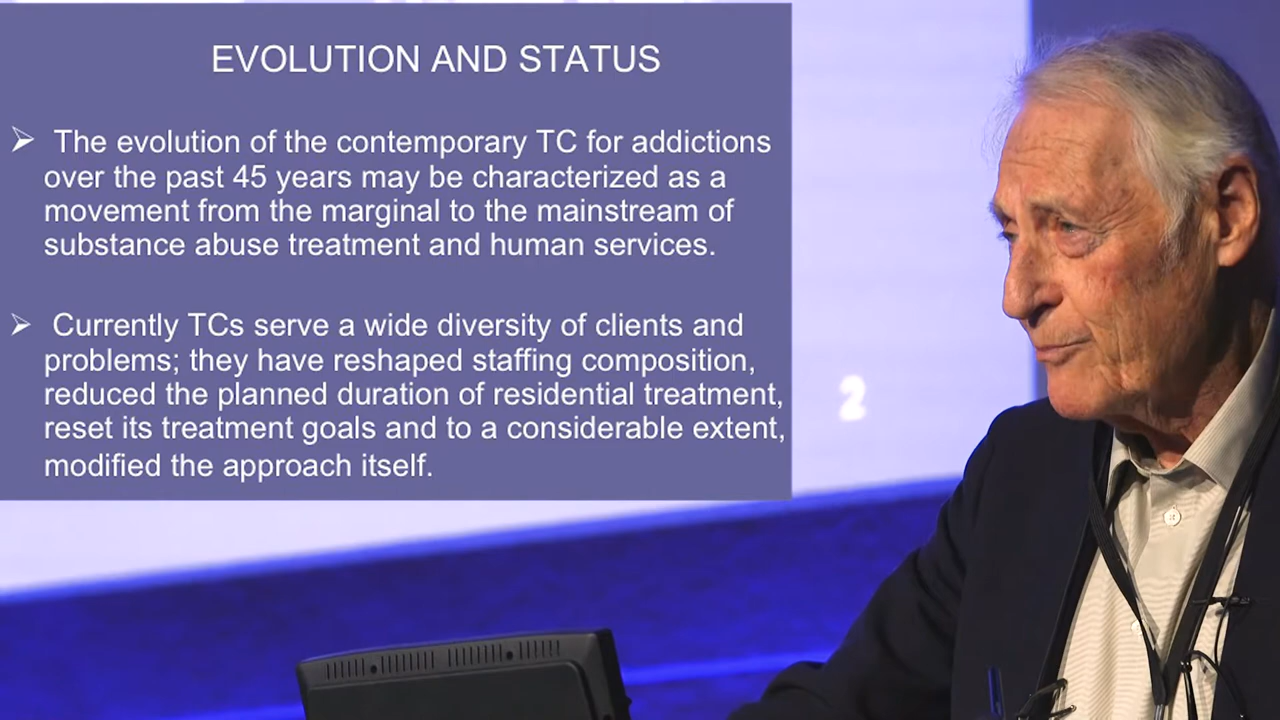 EVOLUTION AND STATUS
➢ The evolution of the contemporary TC for addictions
over the past 45 years may be characterized as a
movement from the marginal to the mainstream of
substance abuse treatment and human services.
➢ Currently TCs serve a wide diversity of clients and
problems; they have reshaped staffing composition,
reduced the planned duration of residential treatment,
reset its treatment goals and to a considerable extent,
modified the approach itself.
2